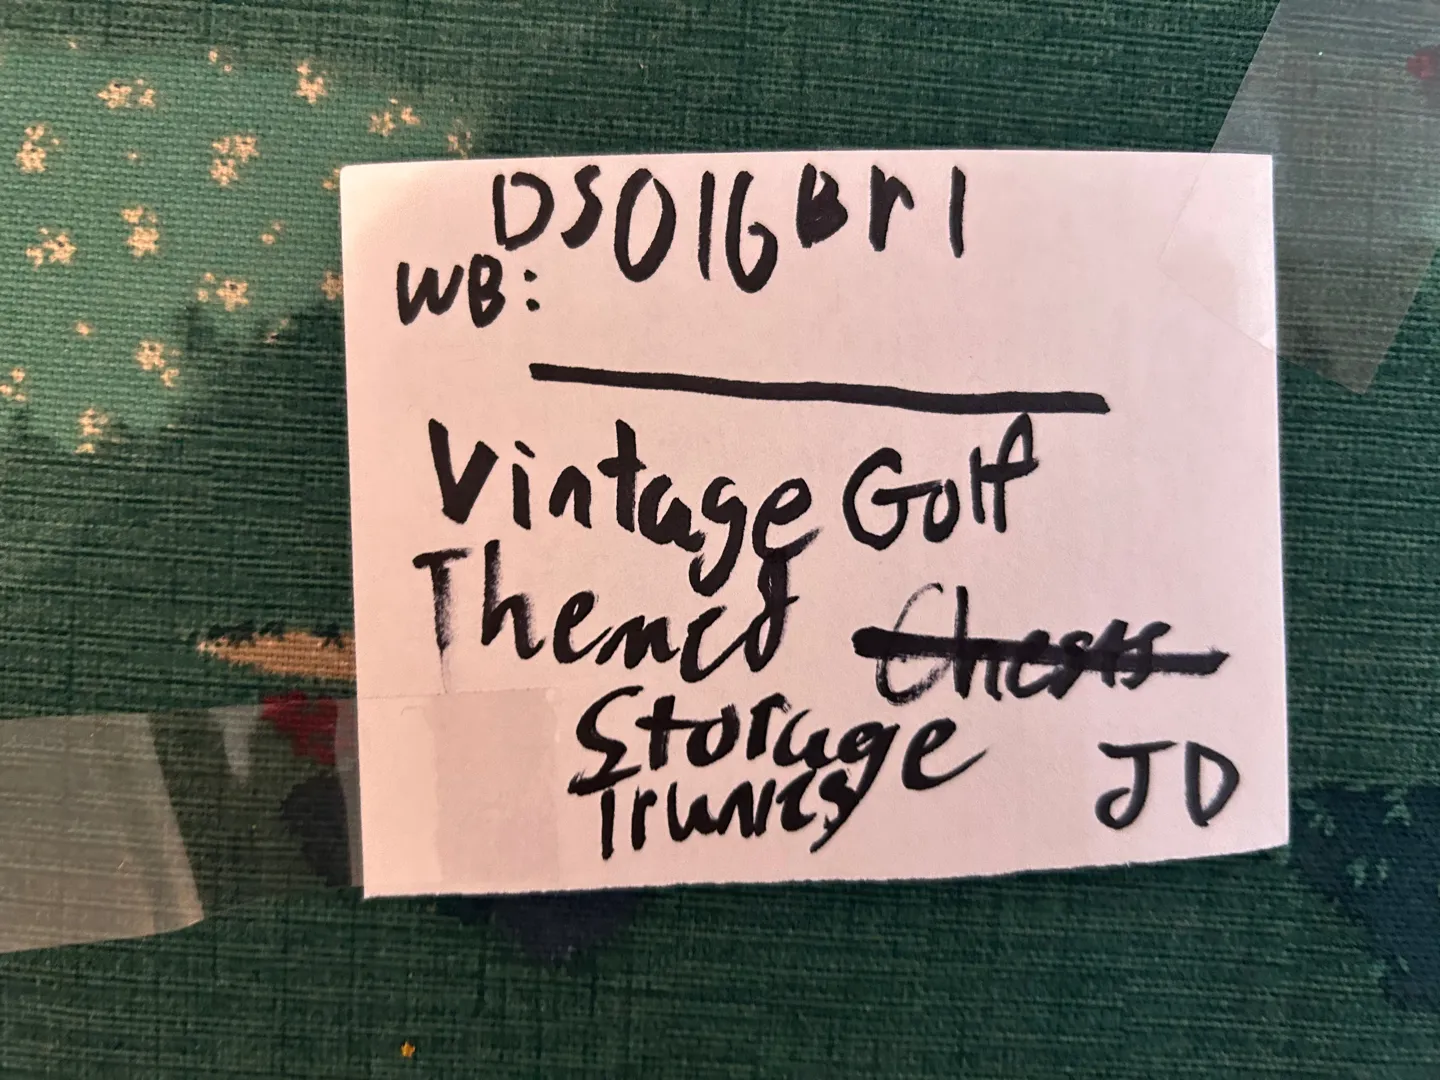 DS016Br1
WB:
Vintage Golf
Themed Chests
Storage
Trunks
JD